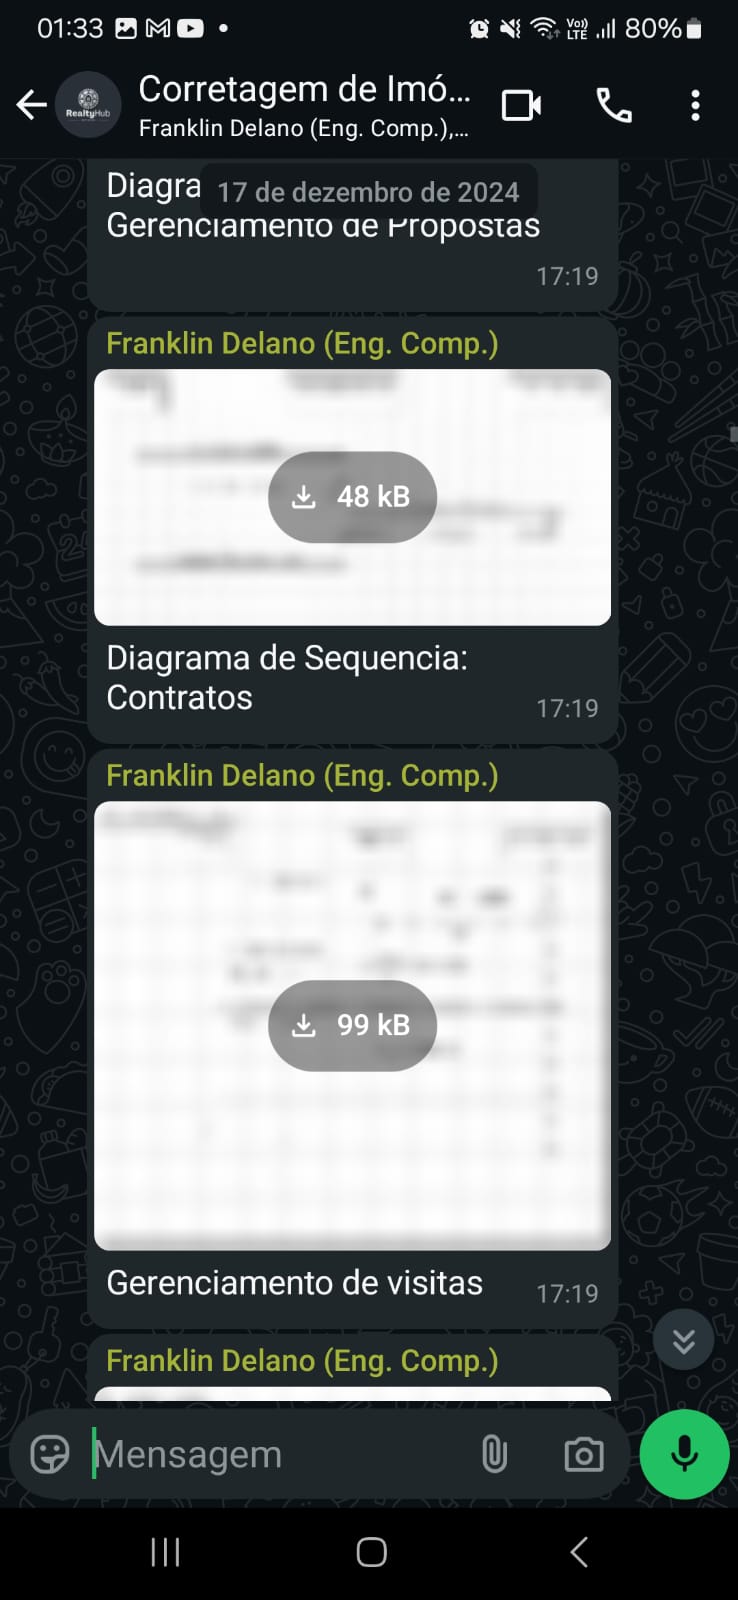 01:33
Vo))
LTE
80%
RealtyHub
Corretagem de Imó...
Franklin Delano (Eng. Comp.),...
17 de dezembro de 2024
Diagra
Gerenciamento de Propostas
17:19
Franklin Delano (Eng. Comp.)
48 kB
Diagrama de Sequencia:
Contratos
17:19
Franklin Delano (Eng. Comp.)
99 kB
Gerenciamento de visitas
17:19
Franklin Delano (Eng. Comp.)
Mensagem